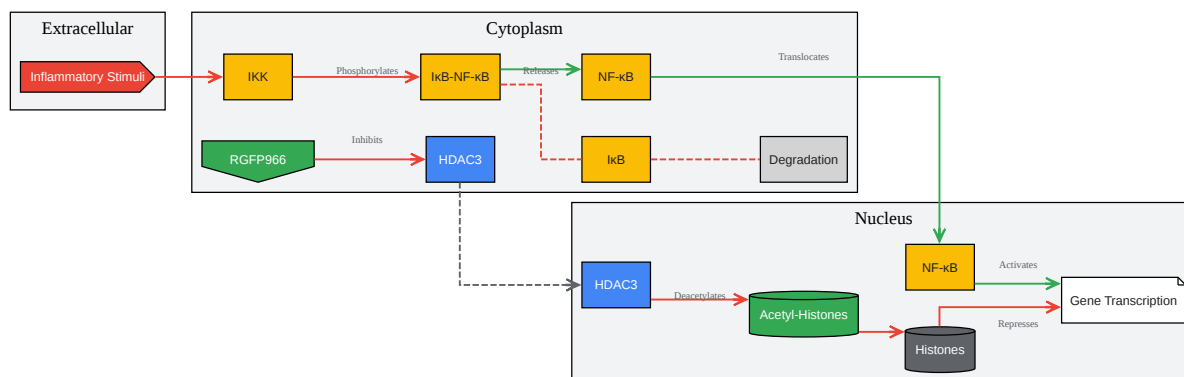 Extracellular
Cytoplasm
Inflammatory Stimuli
IKK
Phosphorylates
IκB-NF-κB
Releases
NF-κB
Translocates
RGFP966
Inhibits
HDAC3
IκB
Degradation
Nucleus
HDAC3
Deacetylates
Acetyl-Histones
NF-κB
Activates
Gene Transcription
Represses
Histones